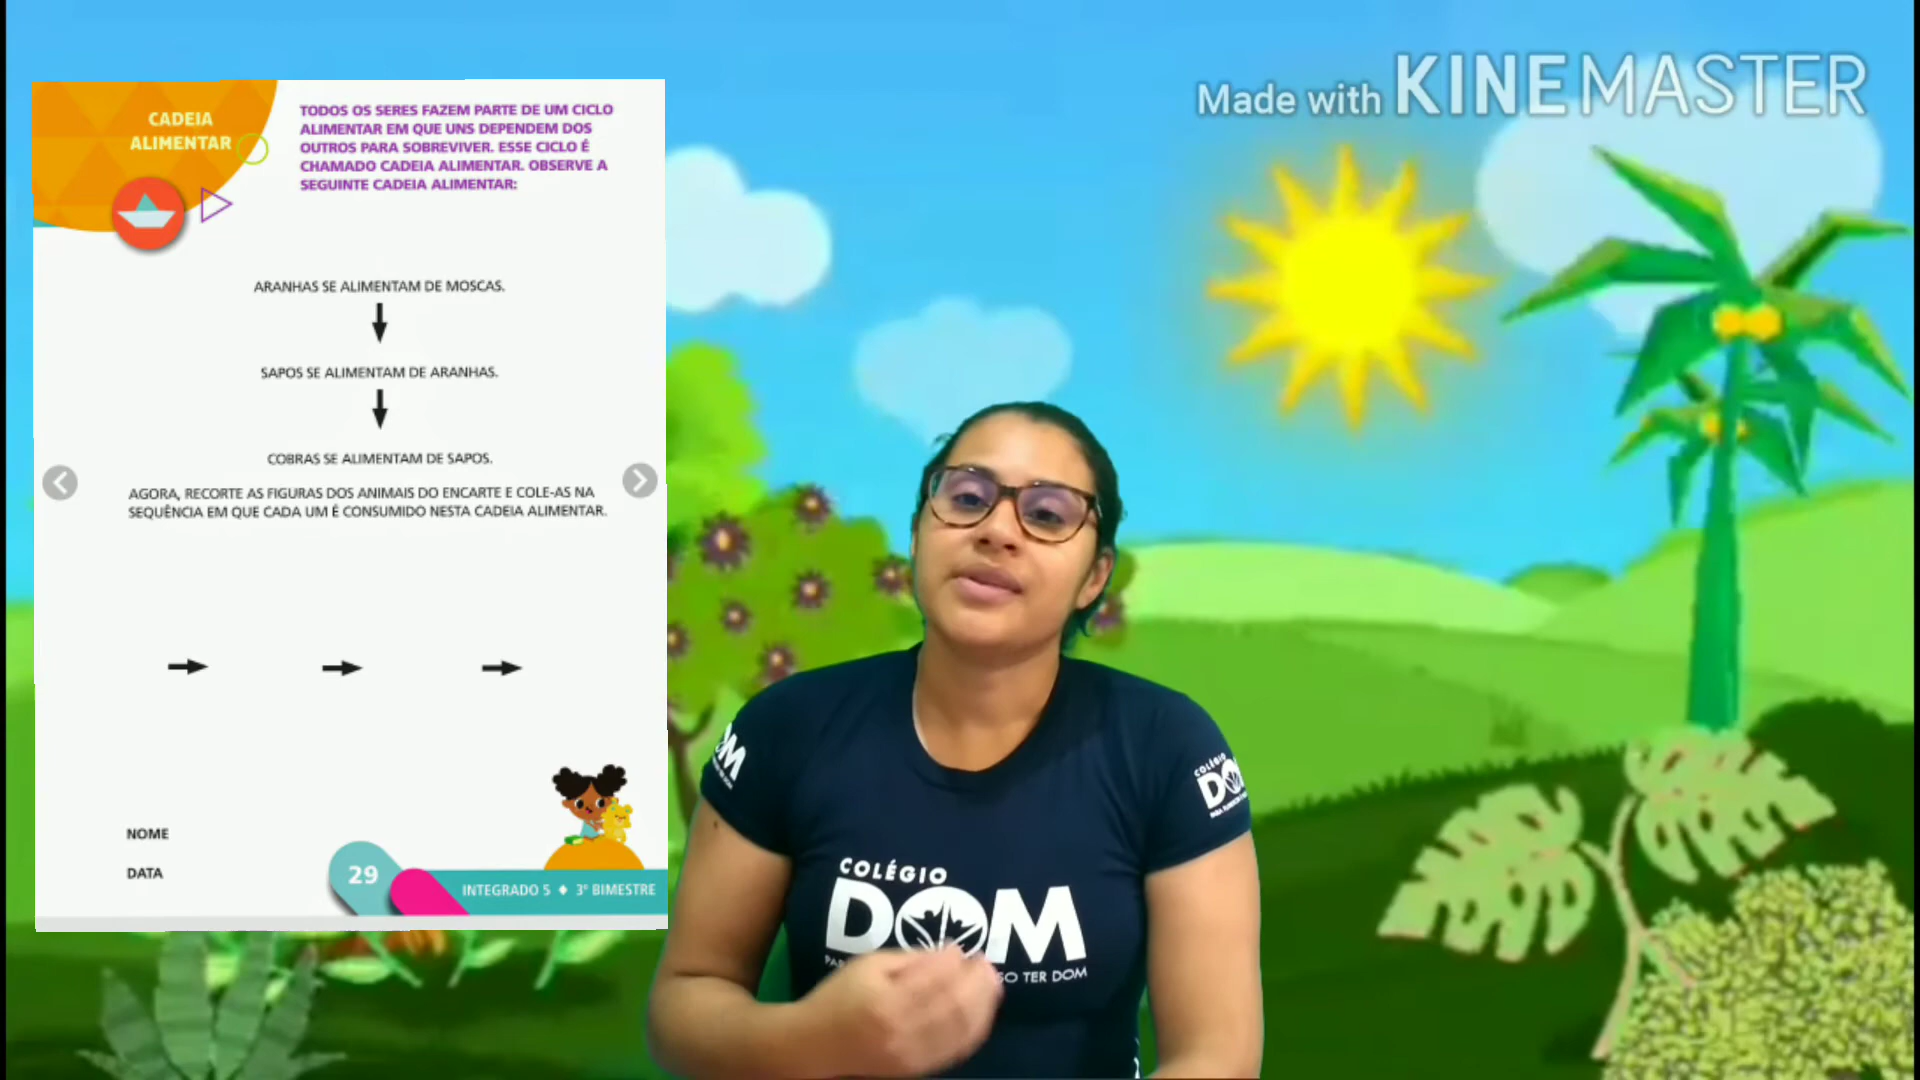 Made with KINEMASTER
CADEIA
ALIMENTAR
TODOS OS SERES FAZEM PARTE DE UM CICLO
ALIMENTAR EM QUE UNS DEPENDEM DOS
OUTROS PARA SOBREVIVER. ESSE CICLO É
CHAMADO CADEIA ALIMENTAR. OBSERVE A
SEGUINTE CADEIA ALIMENTAR:
ARANHAS SE ALIMENTAM DE MOSCAS.
SAPOS SE ALIMENTAM DE ARANHAS.
COBRAS SE ALIMENTAM DE SAPOS.
AGORA, RECORTE AS FIGURAS DOS ANIMAIS DO ENCARTE E COLE-AS NA
SEQUÊNCIA EM QUE CADA UM É CONSUMIDO NESTA CADEIA ALIMENTAR.
NOME
DATA
29
INTEGRADO 5 ◆ 3º BIMESTRE
COLÉGIO
DOM
SO TER DOM
COLÉGIO